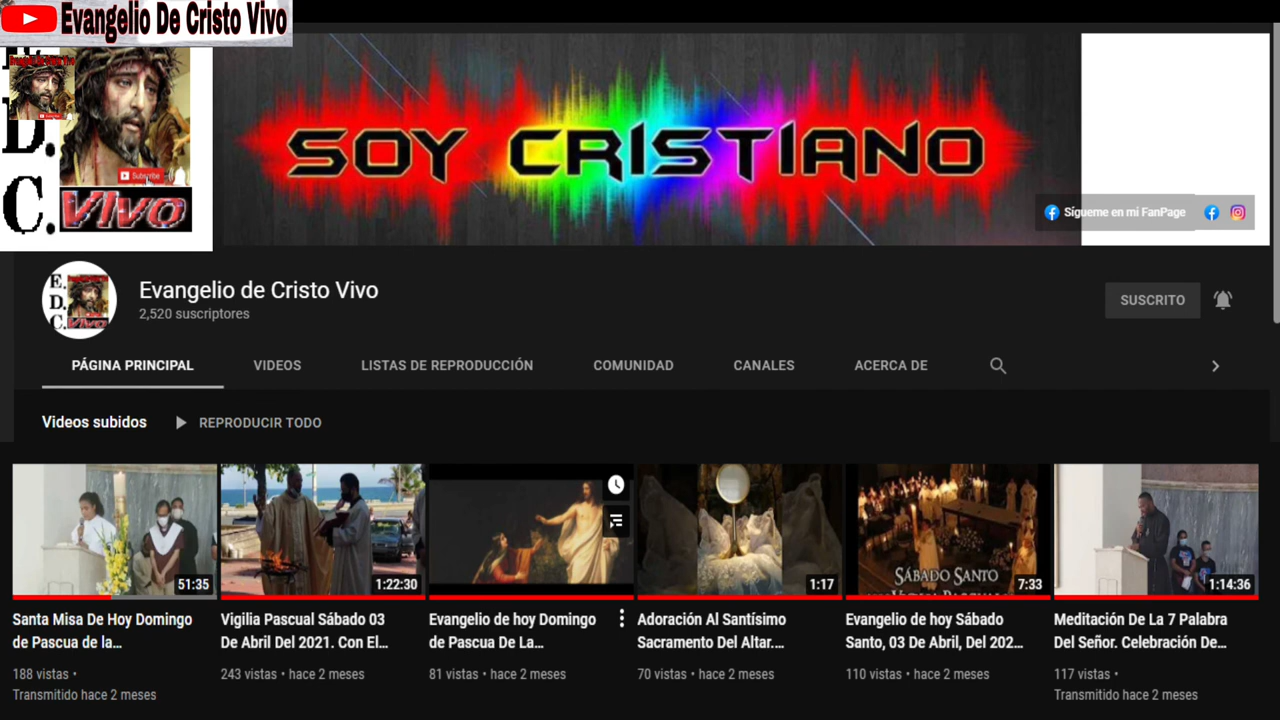 Evangelio De Cristo Vivo
E.
D.
C. Vivo
Subscribe
SOY CRISTIANO
Sígueme en mi FanPage
E.
D.
C. Vivo
Evangelio de Cristo Vivo
2,520 suscriptores
SUSCRITO
PÁGINA PRINCIPAL VIDEOS LISTAS DE REPRODUCCIÓN COMUNIDAD CANALES ACERCA DE
Videos subidos REPRODUCIR TODO
SÁBADO SANTO
51:35 1:22:30 1:17 7:33 1:14:36
Santa Misa De Hoy Domingo
de Pascua de la...
188 vistas •
Transmitido hace 2 meses
Vigilia Pascual Sábado 03
De Abril Del 2021. Con El...
243 vistas • hace 2 meses
Evangelio de hoy Domingo
de Pascua De La...
81 vistas • hace 2 meses
Adoración Al Santísimo
Sacramento Del Altar....
70 vistas • hace 2 meses
Evangelio de hoy Sábado
Santo, 03 De Abril, Del 202...
110 vistas • hace 2 meses
Meditación De La 7 Palabra
Del Señor. Celebración De...
117 vistas •
Transmitido hace 2 meses